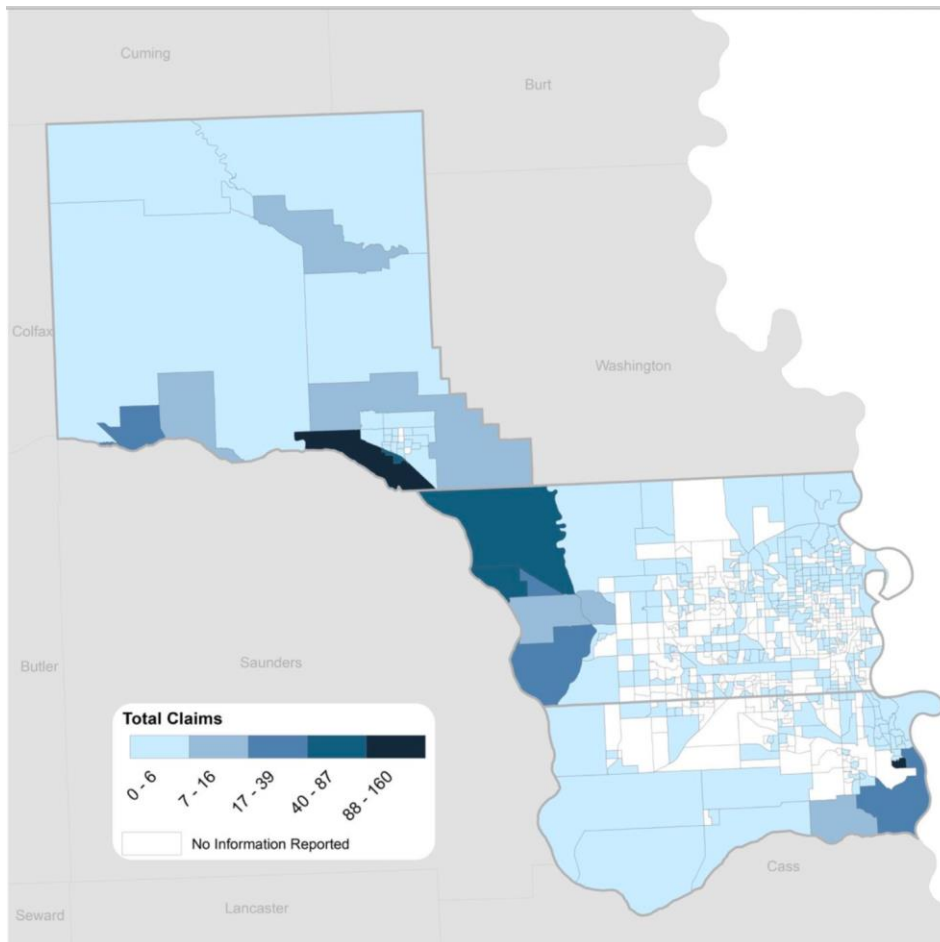 Cuming
Burt
Colfax
Washington
Butler
Saunders
Total Claims
0 - 6
7 - 16
17 - 39
40 - 87
88 - 160
No Information Reported
Cass
Lancaster
Seward